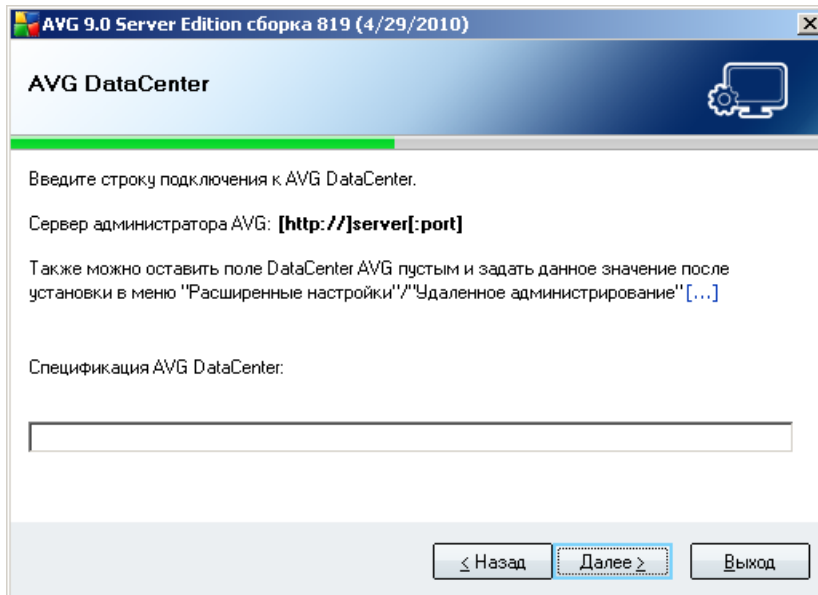 AVG 9.0 Server Edition сборка 819 (4/29/2010)
AVG DataCenter
Введите строку подключения к AVG DataCenter.
Сервер администратора AVG: [http://]server[:port]
Также можно оставить поле DataCenter AVG пустым и задать данное значение после
установки в меню "Расширенные настройки"/"Удаленное администрирование" [...]
Спецификация AVG DataCenter:
< Назад
Далее >
Выход